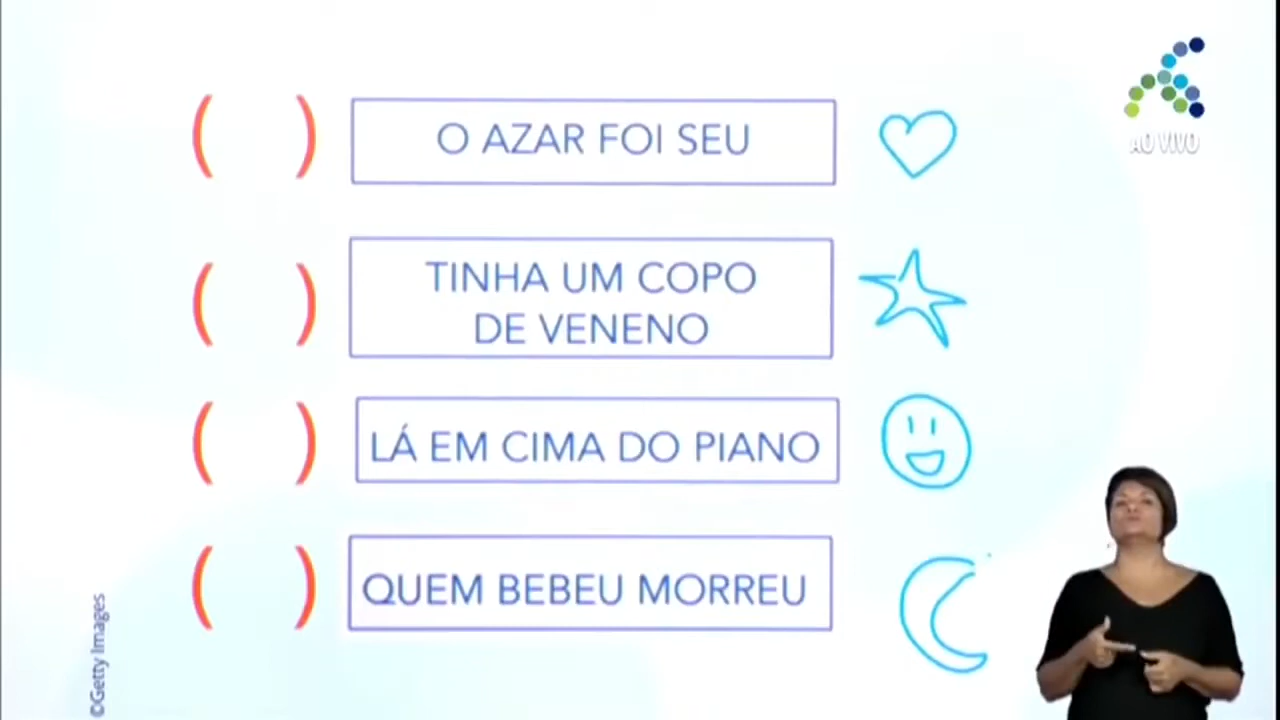 ( ) O AZAR FOI SEU
AO VIVO
( ) TINHA UM COPO
DE VENENO
( ) LÁ EM CIMA DO PIANO
( ) QUEM BEBEU MORREU
©Getty Images